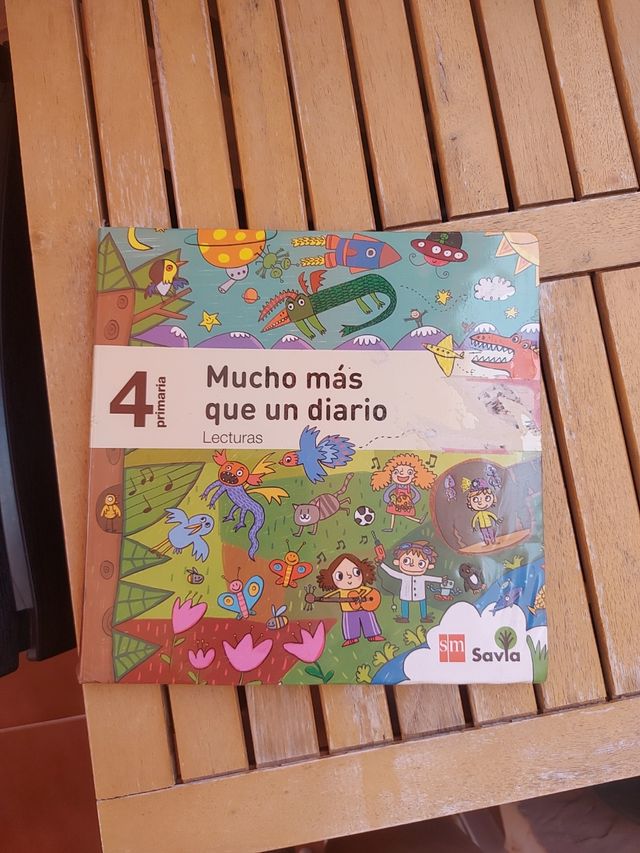 4
primaria
Mucho más
que un diario
Lecturas
sm
Savia